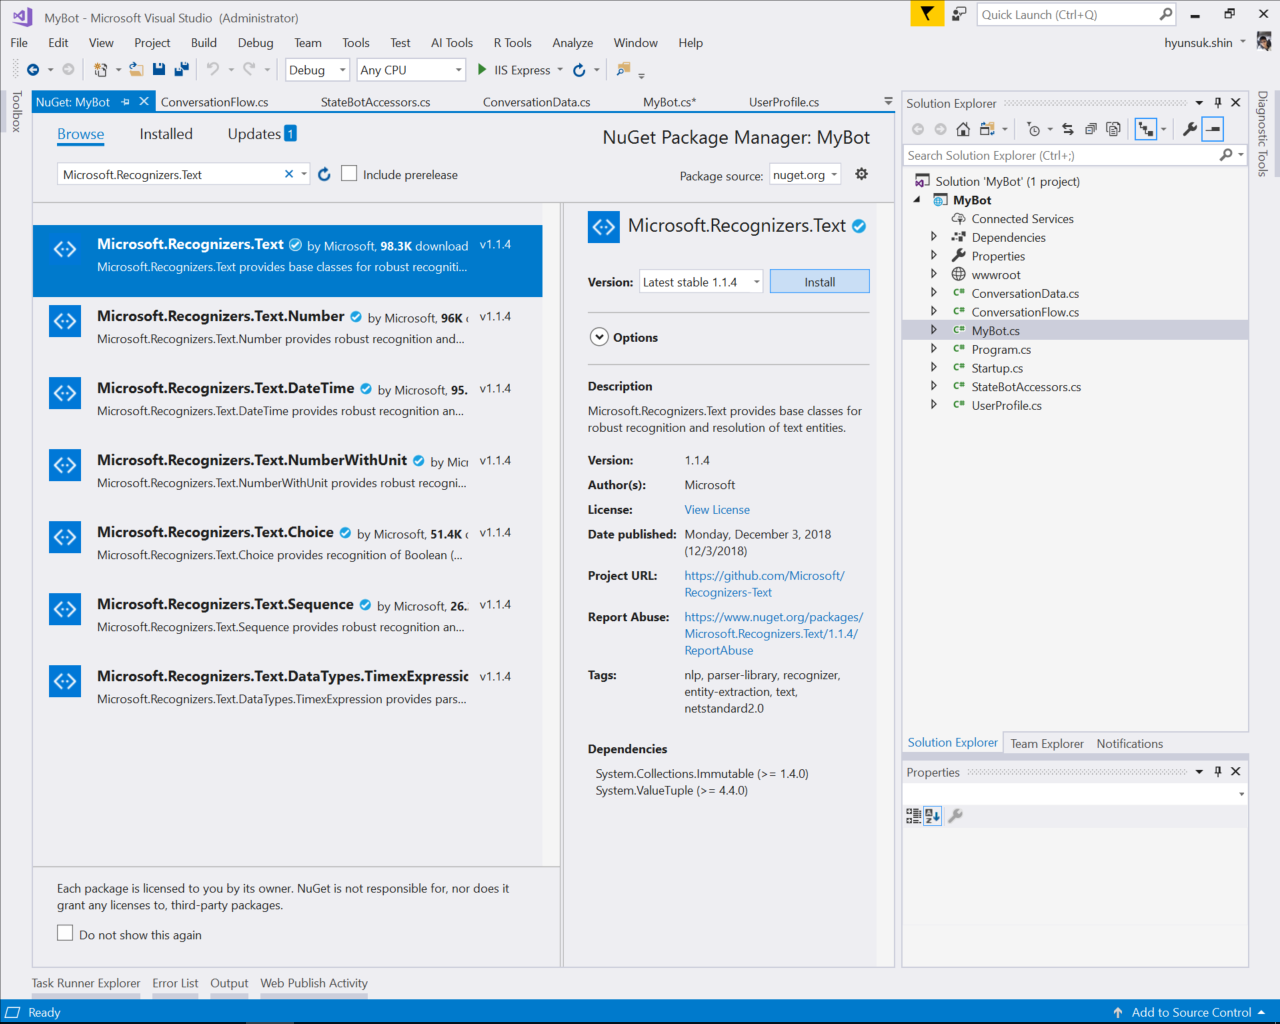 MyBot - Microsoft Visual Studio (Administrator)
Quick Launch (Ctrl+Q)
File Edit View Project Build Debug Team Tools Test AI Tools R Tools Analyze Window Help
hyunsuk.shin
Debug Any CPU IIS Express
Toolbox
NuGet: MyBot ConversationFlow.cs StateBotAccessors.cs ConversationData.cs MyBot.cs* UserProfile.cs
Browse Installed Updates 1
NuGet Package Manager: MyBot
Microsoft.Recognizers.Text
Include prerelease
Package source: nuget.org
Microsoft.Recognizers.Text by Microsoft, 98.3K download v1.1.4
Microsoft.Recognizers.Text provides base classes for robust recogniti...
Microsoft.Recognizers.Text.Number by Microsoft, 96K v1.1.4
Microsoft.Recognizers.Text.Number provides robust recognition and...
Microsoft.Recognizers.Text.DateTime by Microsoft, 95. v1.1.4
Microsoft.Recognizers.Text.DateTime provides robust recognition an...
Microsoft.Recognizers.Text.NumberWithUnit by Micr v1.1.4
Microsoft.Recognizers.Text.NumberWithUnit provides robust recogni...
Microsoft.Recognizers.Text.Choice by Microsoft, 51.4K v1.1.4
Microsoft.Recognizers.Text.Choice provides recognition of Boolean (...
Microsoft.Recognizers.Text.Sequence by Microsoft, 26. v1.1.4
Microsoft.Recognizers.Text.Sequence provides robust recognition an...
Microsoft.Recognizers.Text.DataTypes.TimexExpressic v1.1.4
Microsoft.Recognizers.Text.DataTypes.TimexExpression provides pars...
Each package is licensed to you by its owner. NuGet is not responsible for, nor does it
grant any licenses to, third-party packages.
Do not show this again
Microsoft.Recognizers.Text
Version: Latest stable 1.1.4 Install
Options
Description
Microsoft.Recognizers.Text provides base classes for
robust recognition and resolution of text entities.
Version: 1.1.4
Author(s): Microsoft
License: View License
Date published: Monday, December 3, 2018
(12/3/2018)
Project URL: https://github.com/Microsoft/
Recognizers-Text
Report Abuse: https://www.nuget.org/packages/
Microsoft.Recognizers.Text/1.1.4/
ReportAbuse
Tags: nlp, parser-library, recognizer,
entity-extraction, text,
netstandard2.0
Dependencies
System.Collections.Immutable (>= 1.4.0)
System.ValueTuple (>= 4.4.0)
Solution Explorer
Search Solution Explorer (Ctrl+;)
Solution 'MyBot' (1 project)
MyBot
Connected Services
Dependencies
Properties
wwwroot
C# ConversationData.cs
C# ConversationFlow.cs
C# MyBot.cs
C# Program.cs
C# Startup.cs
C# StateBotAccessors.cs
C# UserProfile.cs
Solution Explorer Team Explorer Notifications
Properties
Diagnostic Tools
Task Runner Explorer Error List Output Web Publish Activity
Ready
Add to Source Control